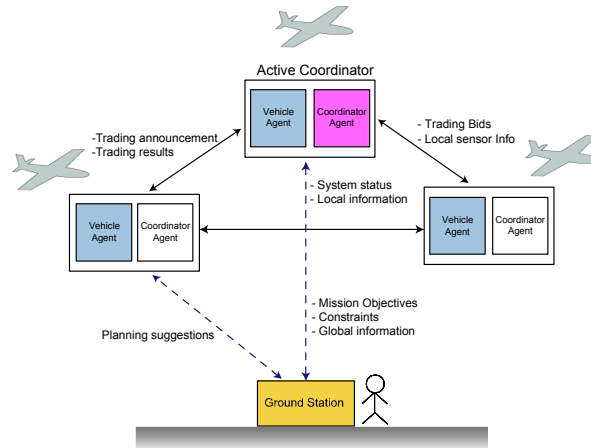 Active Coordinator
Vehicle
Agent
Coordinator
Agent
-Trading announcement
-Trading results
- Trading Bids
- Local sensor Info
- System status
- Local information
Vehicle
Agent
Coordinator
Agent
Vehicle
Agent
Coordinator
Agent
Planning suggestions
- Mission Objectives
- Constraints
- Global information
Ground Station